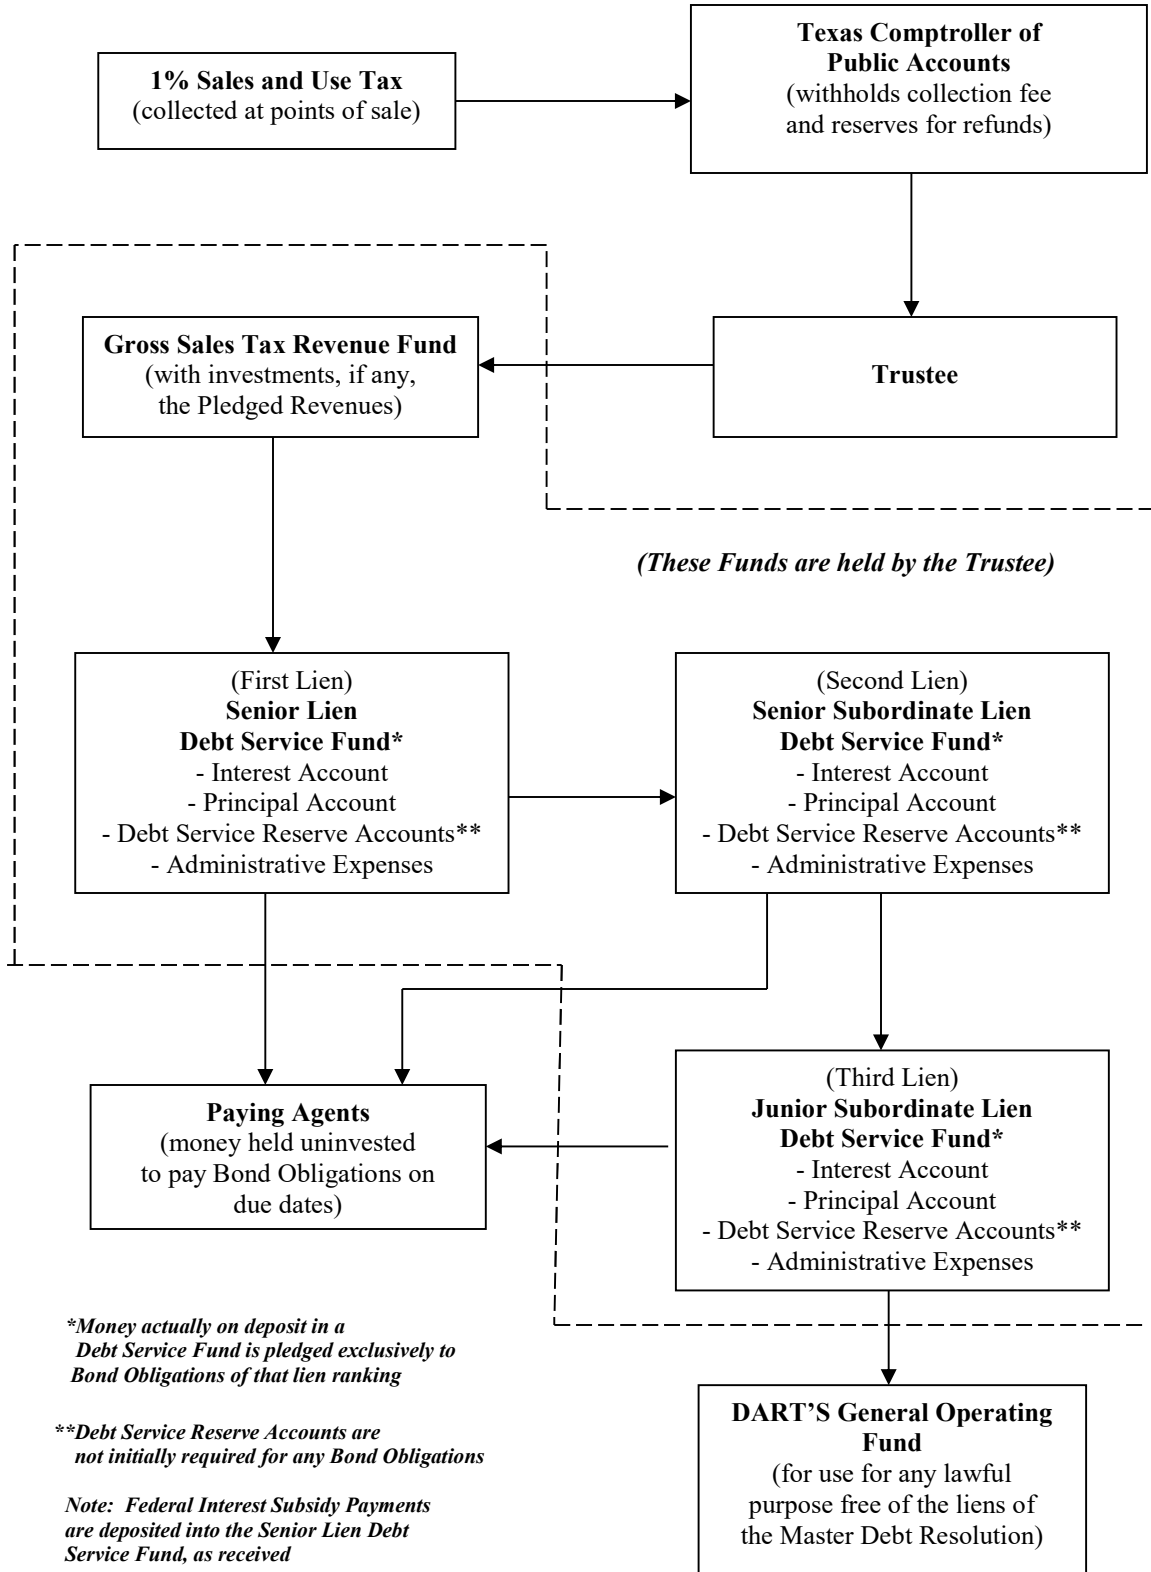 1% Sales and Use Tax
(collected at points of sale)
Texas Comptroller of
Public Accounts
(withholds collection fee
and reserves for refunds)
Gross Sales Tax Revenue Fund
(with investments, if any,
the Pledged Revenues)
Trustee
(These Funds are held by the Trustee)
(First Lien)
Senior Lien
Debt Service Fund*
- Interest Account
- Principal Account
- Debt Service Reserve Accounts**
- Administrative Expenses
(Second Lien)
Senior Subordinate Lien
Debt Service Fund*
- Interest Account
- Principal Account
- Debt Service Reserve Accounts**
- Administrative Expenses
Paying Agents
(money held uninvested
to pay Bond Obligations on
due dates)
(Third Lien)
Junior Subordinate Lien
Debt Service Fund*
- Interest Account
- Principal Account
- Debt Service Reserve Accounts**
- Administrative Expenses
*Money actually on deposit in a
Debt Service Fund is pledged exclusively to
Bond Obligations of that lien ranking
**Debt Service Reserve Accounts are
not initially required for any Bond Obligations
Note: Federal Interest Subsidy Payments
are deposited into the Senior Lien Debt
Service Fund, as received
DART’S General Operating
Fund
(for use for any lawful
purpose free of the liens of
the Master Debt Resolution)